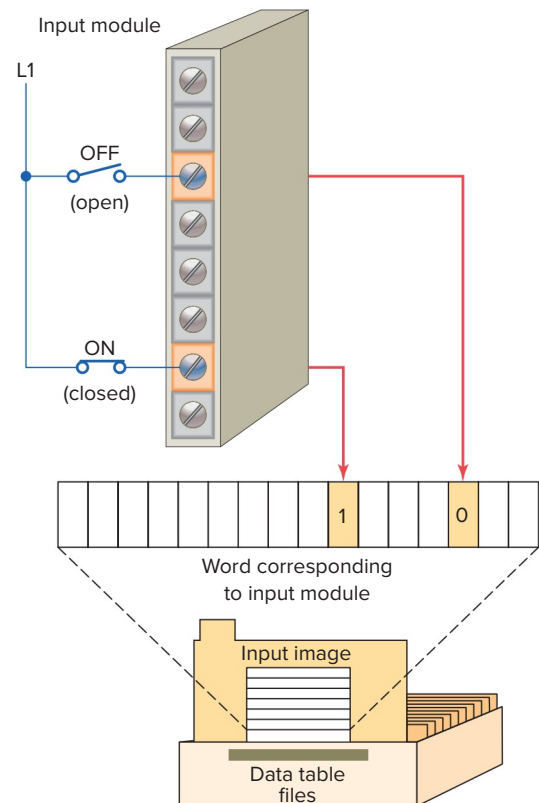 Input module
L1
OFF
(open)
ON
(closed)
1
0
Word corresponding
to input module
Input image
Data table
files